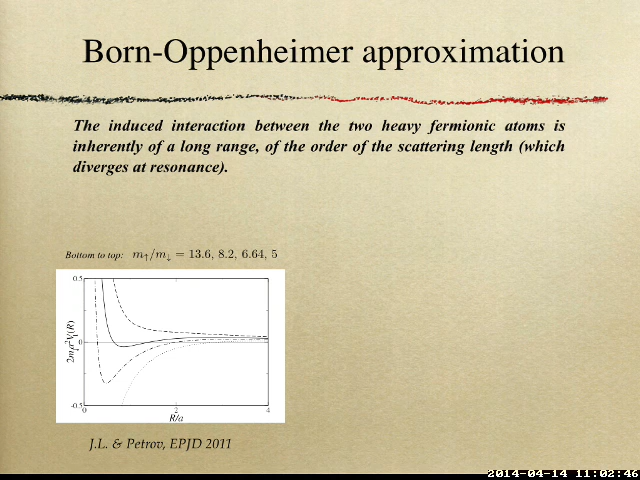 Born-Oppenheimer approximation
The induced interaction between the two heavy fermionic atoms is
inherently of a long range, of the order of the scattering length (which
diverges at resonance).
Bottom to top: m↑/m↓ = 13.6, 8.2, 6.64, 5
0.5
0
-0.5
0 2 4
R/a
J.L. & Petrov, EPJD 2011
2014-04-14 11:02:46